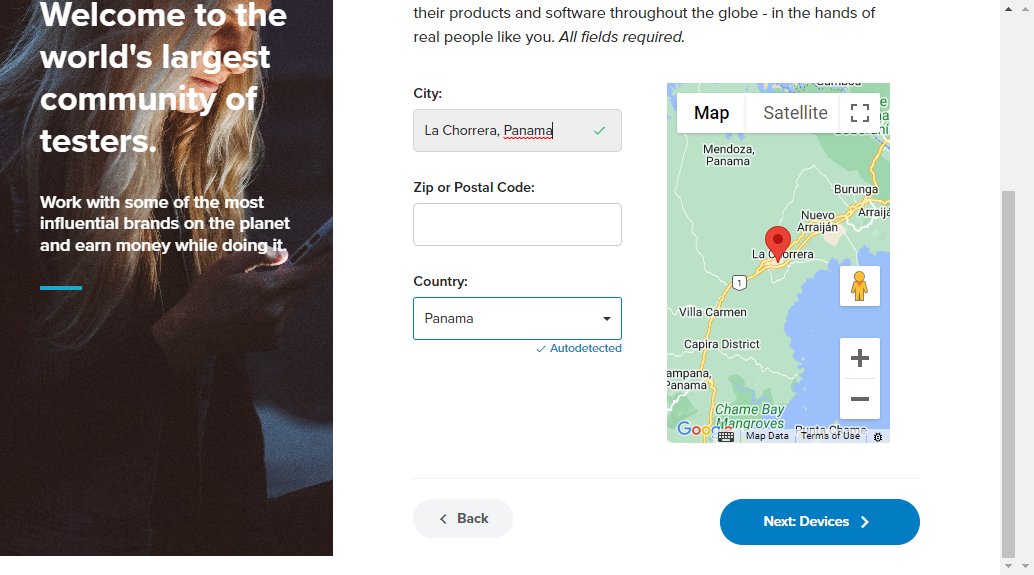 Welcome to the
world's largest
community of
testers.
Work with some of the most
influential brands on the planet
and earn money while doing it.
their products and software throughout the globe - in the hands of
real people like you. All fields required.
City:
La Chorrera, Panama
Zip or Postal Code:
Country:
Panama
Autodetected
Map
Satellite
Mendoza,
Panama
Burunga
Nuevo
Arraiján
La Chorrera
1
Villa Carmen
Capira District
Panama
Chame Bay
Mangroves
Punta Chame
Google
Map Data
Terms of Use
Back
Next: Devices